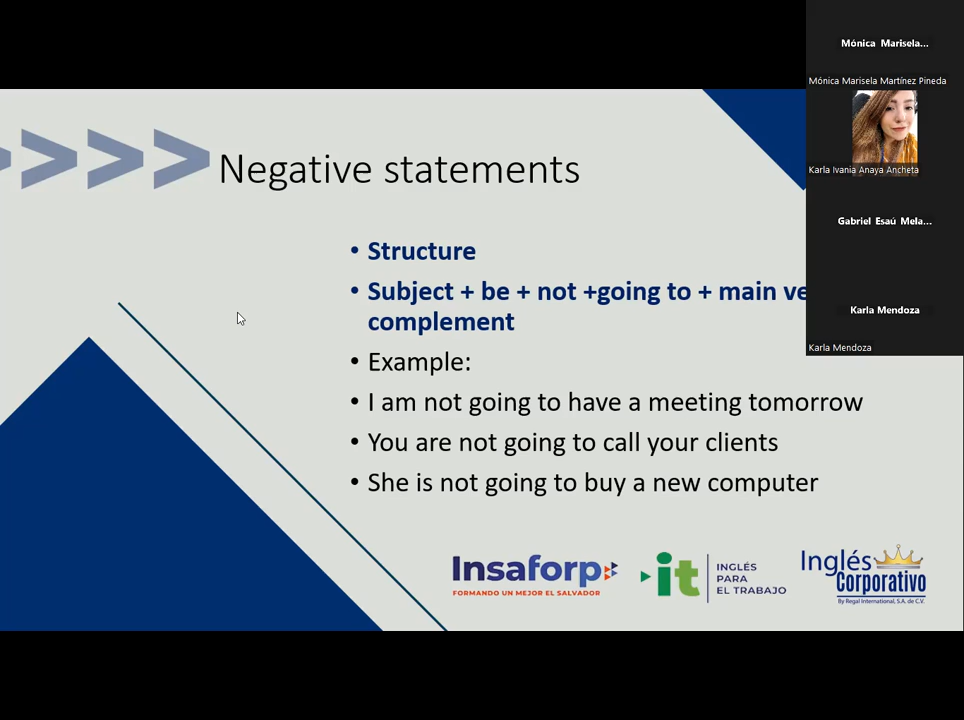 Mónica Marisela...
Mónica Marisela Martínez Pineda
Karla Ivania Anaya Ancheta
Gabriel Esaú Mela...
Karla Mendoza
Karla Mendoza
>>>> Negative statements
• Structure
• Subject + be + not +going to + main ve
complement
• Example:
• I am not going to have a meeting tomorrow
• You are not going to call your clients
• She is not going to buy a new computer
Insaforp
FORMANDO UN MEJOR EL SALVADOR
it
INGLÉS
PARA
EL TRABAJO
Inglés
Corporativo
By Regal International, S.A. de C.V.